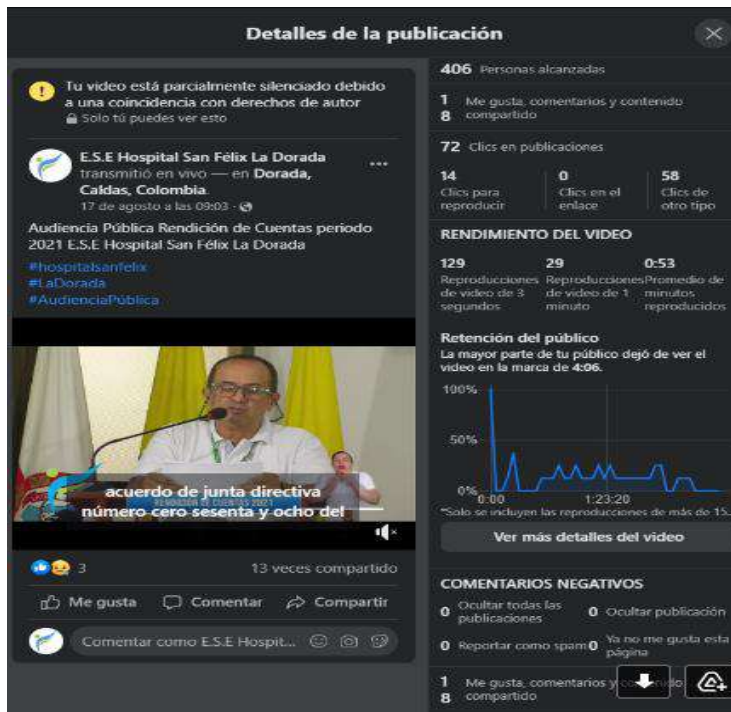 Detalles de la publicación
Tu video está parcialmente silenciado debido
a una coincidencia con derechos de autor
Solo tú puedes ver esto
E.S.E Hospital San Félix La Dorada
transmitió en vivo — en Dorada,
Caldas, Colombia.
17 de agosto a las 09:03 ·
Audiencia Pública Rendición de Cuentas periodo
2021 E.S.E Hospital San Félix La Dorada
#hospitalsanfelix
#LaDorada
#AudienciaPública
acuerdo de junta directiva
RENDICIÓN DE CUENTAS 2021
número cero sesenta y ocho del
3
13 veces compartido
Me gusta
Comentar
Compartir
Comentar como E.S.E Hospit...
406 Personas alcanzadas
1 Me gusta, comentarios y contenido
8 compartido
72 Clics en publicaciones
14 0 58
Clics para Clics en el Clics de
reproducir enlace otro tipo
RENDIMIENTO DEL VIDEO
129 29 0:53
Reproducciones Reproducciones Promedio de
de video de 3 de video de 1 minutos
segundos minuto reproducidos
Retención del público
La mayor parte de tu público dejó de ver el
video en la marca de 4:06.
100%
50%
0%
0:00 1:23:20
*Solo se incluyen las reproducciones de más de 15...
Ver más detalles del video
COMENTARIOS NEGATIVOS
0 Ocultar todas las 0 Ocultar publicación
publicaciones
0 Reportar como spam 0 Ya no me gusta esta
página
1 Me gusta, comentarios y
8 compartido